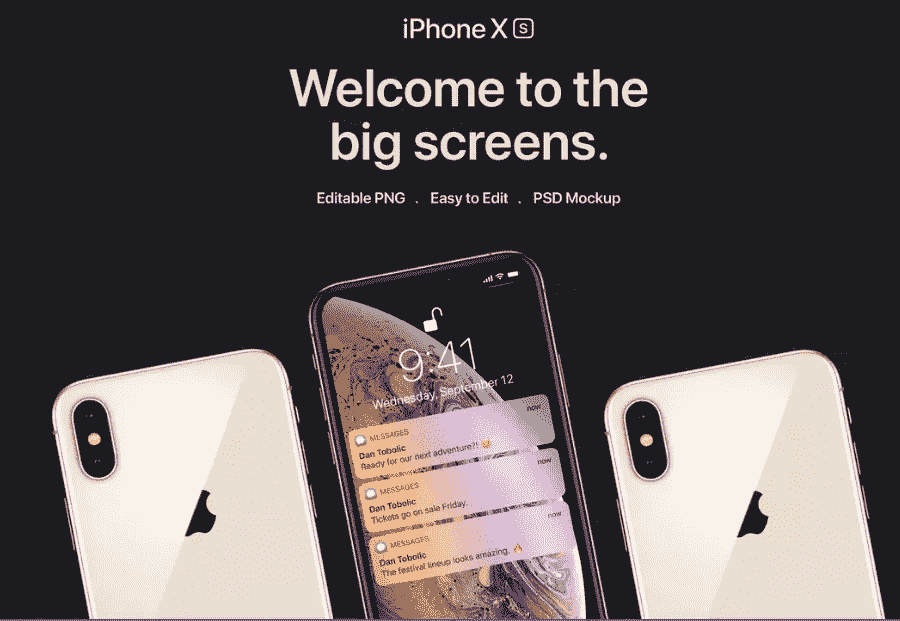 iPhone X S
Welcome to the
big screens.
Editable PNG . Easy to Edit . PSD Mockup
9:41
Wednesday, September 12
MESSAGES now
Dan Tobolic
Ready for our next adventure?! 😊
MESSAGES now
Dan Tobolic
Tickets go on sale Friday.
MESSAGES now
Dan Tobolic
The festival lineup looks amazing. 🔥